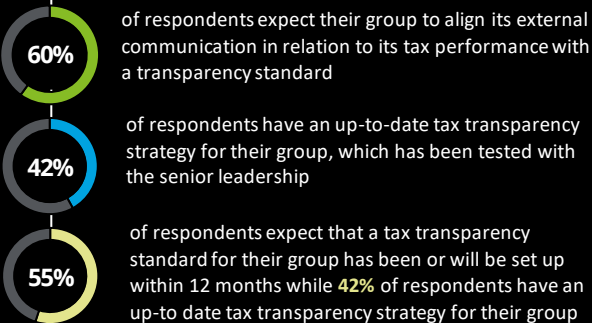 60%
of respondents expect their group to align its external
communication in relation to its tax performance with
a transparency standard
42%
of respondents have an up-to-date tax transparency
strategy for their group, which has been tested with
the senior leadership
55%
of respondents expect that a tax transparency
standard for their group has been or will be set up
within 12 months while 42% of respondents have an
up-to date tax transparency strategy for their group